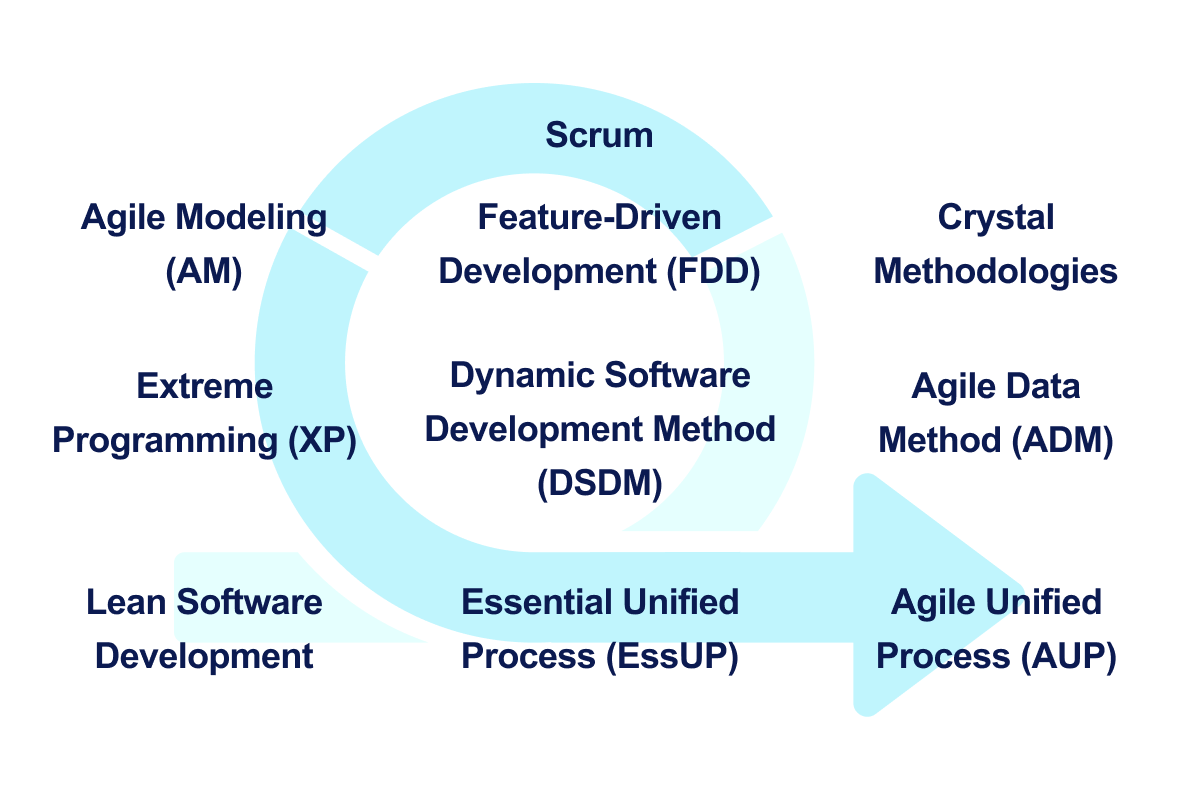 Scrum
Agile Modeling
(AM)
Feature-Driven
Development (FDD)
Crystal
Methodologies
Extreme
Programming (XP)
Dynamic Software
Development Method
(DSDM)
Agile Data
Method (ADM)
Lean Software
Development
Essential Unified
Process (EssUP)
Agile Unified
Process (AUP)